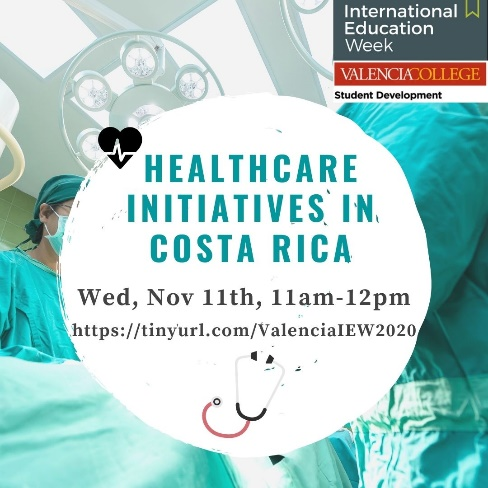 International
Education
Week
VALENCIACOLLEGE
Student Development
HEALTHCARE
INITIATIVES IN
COSTA RICA
Wed, Nov 11th, 11am-12pm
https://tinyurl.com/ValenciaIEW2020